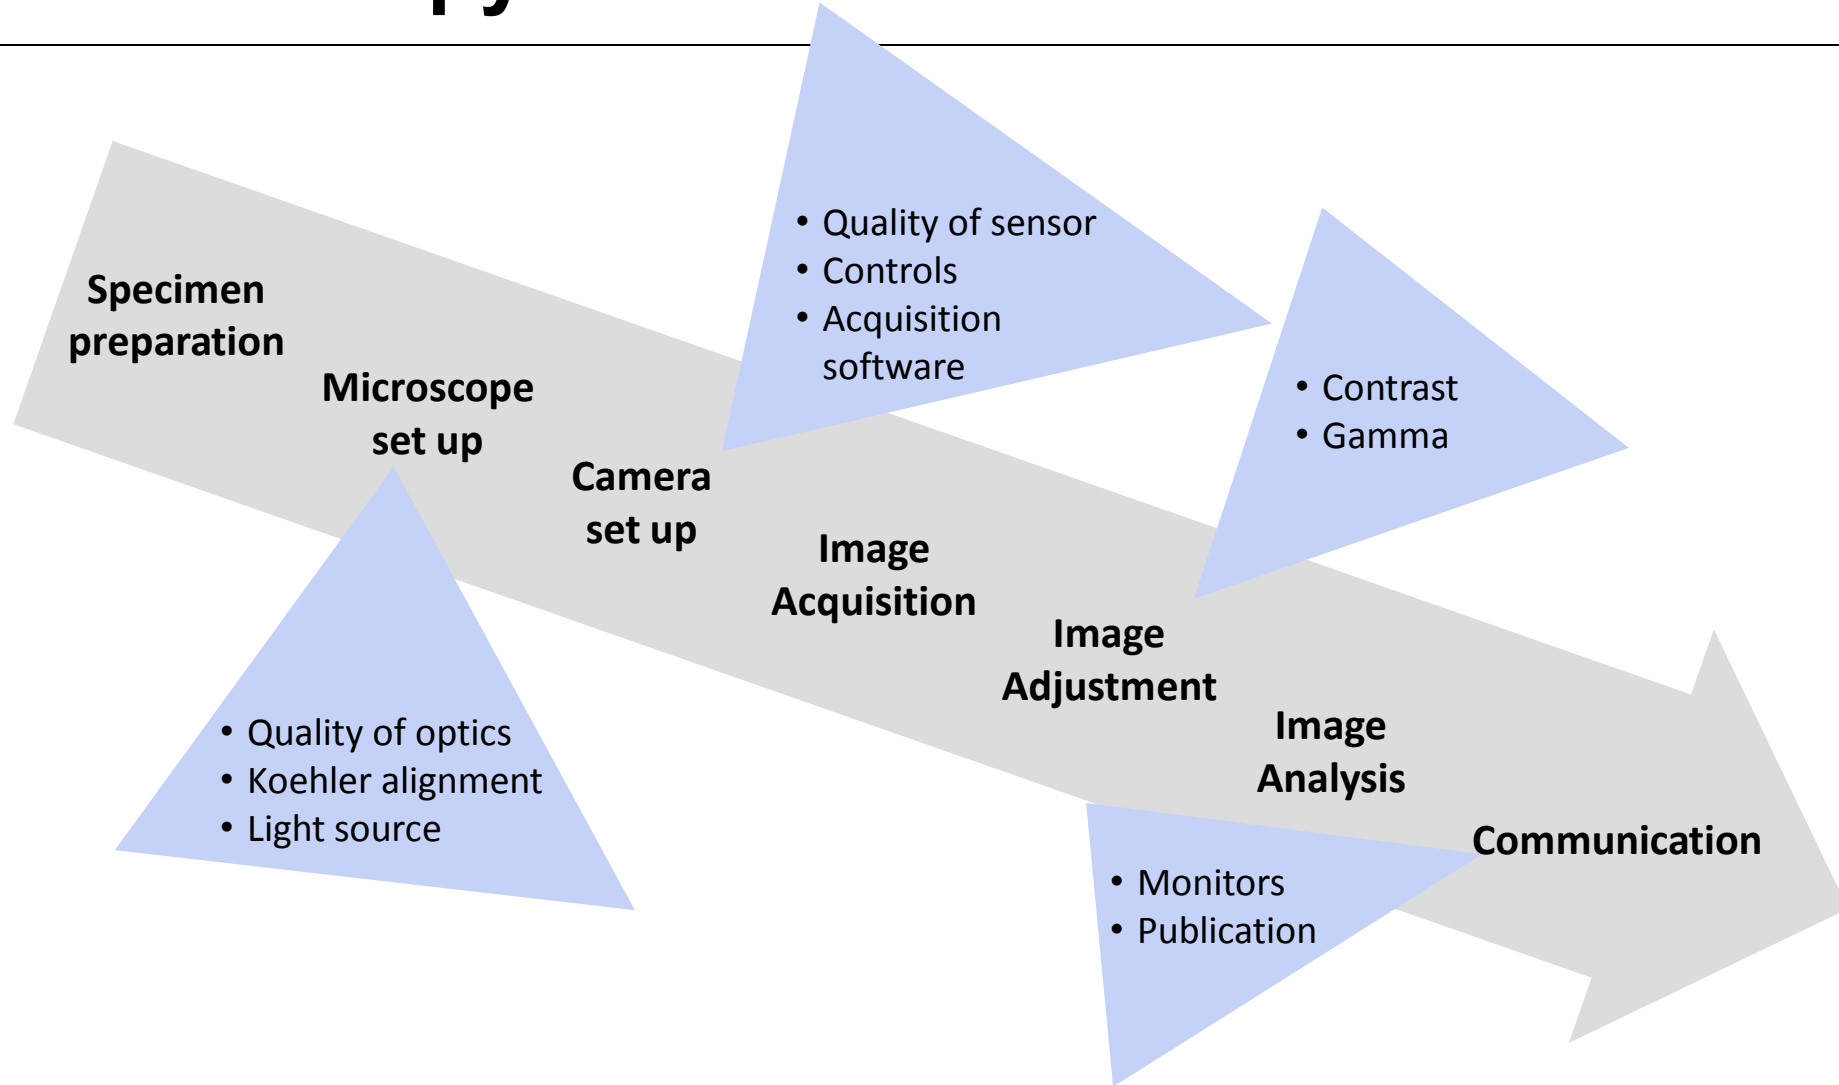 Specimen
preparation
Microscope
set up
Camera
set up
Image
Acquisition
Image
Adjustment
Image
Analysis
Communication
• Quality of sensor
• Controls
• Acquisition
software
• Contrast
• Gamma
• Quality of optics
• Koehler alignment
• Light source
• Monitors
• Publication